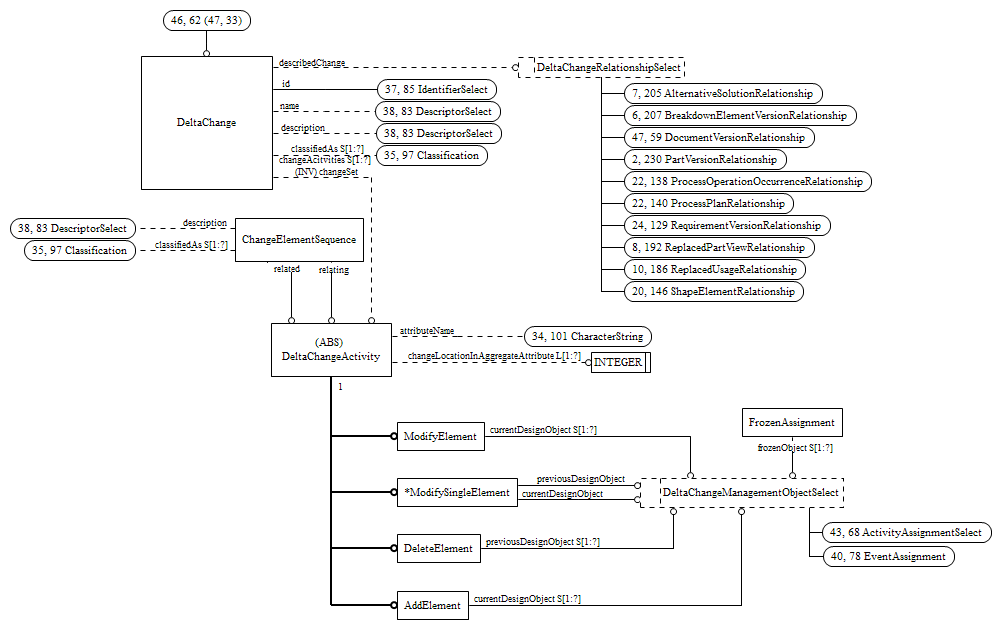 46, 62 (47, 33)
DeltaChange
describedChange
DeltaChangeRelationshipSelect
id
37, 85 IdentifierSelect
name
38, 83 DescriptorSelect
description
38, 83 DescriptorSelect
classifiedAs S[1:?]
35, 97 Classification
changeAcitvities S[1:?]
(INV) changeSet
7, 205 AlternativeSolutionRelationship
6, 207 BreakdownElementVersionRelationship
47, 59 DocumentVersionRelationship
2, 230 PartVersionRelationship
22, 138 ProcessOperationOccurrenceRelationship
22, 140 ProcessPlanRelationship
24, 129 RequirementVersionRelationship
8, 192 ReplacedPartViewRelationship
10, 186 ReplacedUsageRelationship
20, 146 ShapeElementRelationship
38, 83 DescriptorSelect
description
35, 97 Classification
classifiedAs S[1:?]
ChangeElementSequence
related
relating
(ABS)
DeltaChangeActivity
attributeName
34, 101 CharacterString
changeLocationInAggregateAttribute L[1:?]
INTEGER
1
ModifyElement
currentDesignObject S[1:?]
FrozenAssignment
frozenObject S[1:?]
*ModifySingleElement
previousDesignObject
currentDesignObject
DeltaChangeManagementObjectSelect
DeleteElement
previousDesignObject S[1:?]
43, 68 ActivityAssignmentSelect
40, 78 EventAssignment
AddElement
currentDesignObject S[1:?]